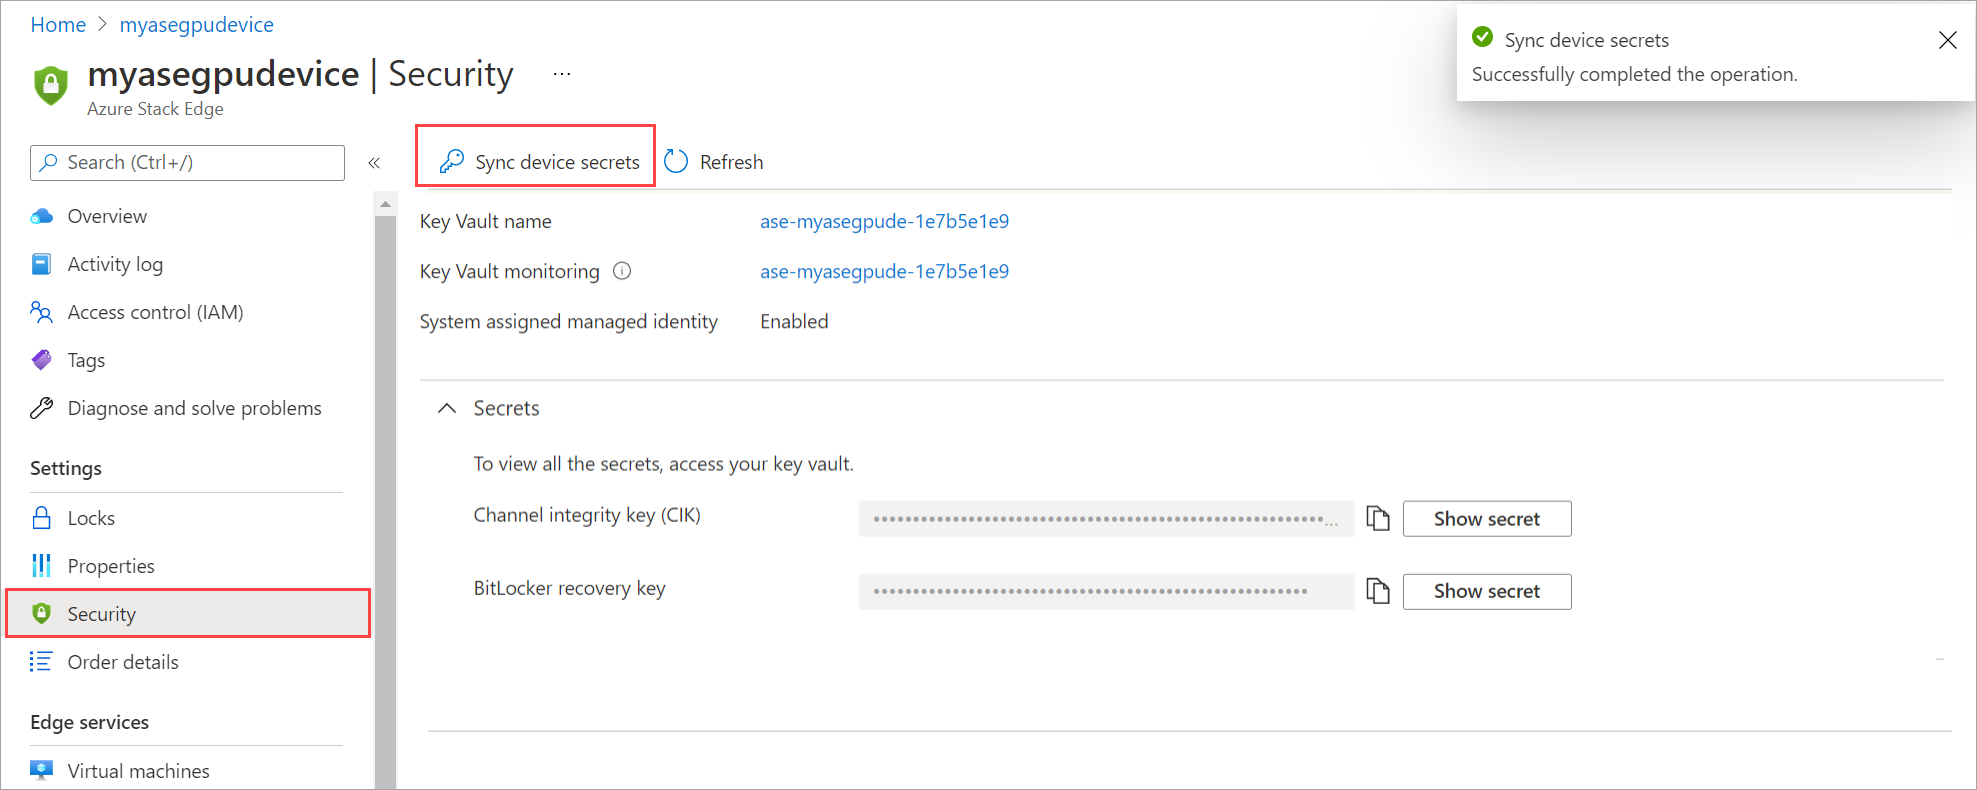 Home > myasegpudevice
myasegpudevice | Security ...
Azure Stack Edge
Sync device secrets
Successfully completed the operation.
Search (Ctrl+/)
«
Overview
Activity log
Access control (IAM)
Tags
Diagnose and solve problems
Settings
Locks
Properties
Security
Order details
Edge services
Virtual machines
Sync device secrets
Refresh
Key Vault name ase-myasegpude-1e7b5e1e9
Key Vault monitoring ase-myasegpude-1e7b5e1e9
System assigned managed identity Enabled
Secrets
To view all the secrets, access your key vault.
Channel integrity key (CIK) Show secret
BitLocker recovery key Show secret